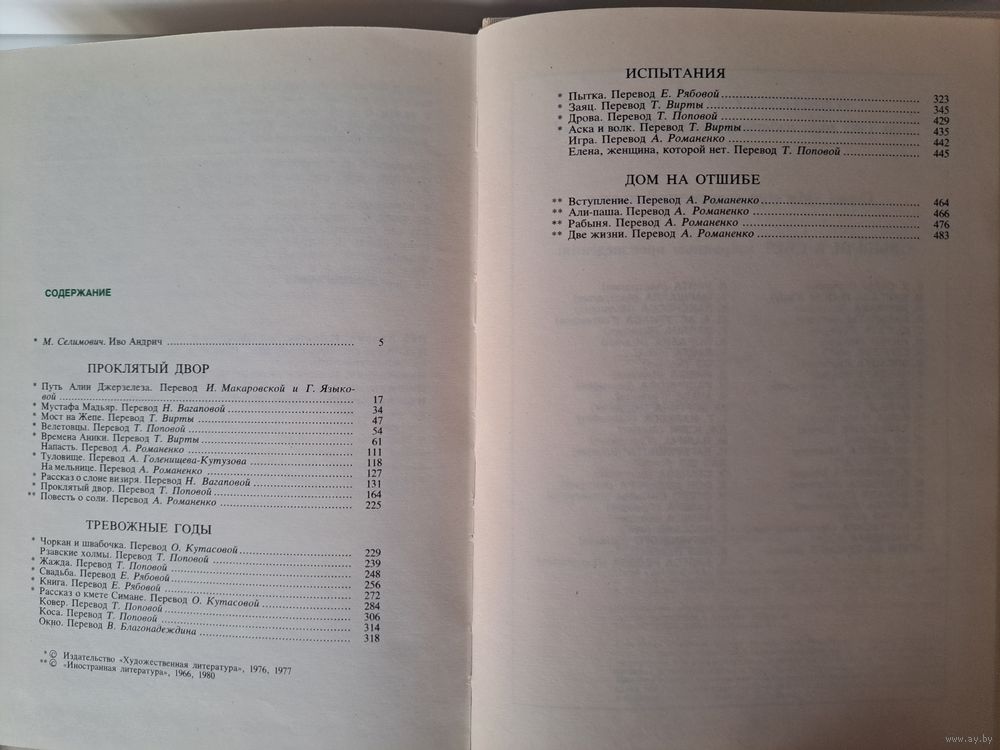 СОДЕРЖАНИЕ
* М. Селимович. Иво Андрич ........ 5
ПРОКЛЯТЫЙ ДВОР
* Путь Алии Джерзелеза. Перевод И. Макаровской и Г. Языко-
вой ........ 17
* Мустафа Мадьяр. Перевод Н. Вагаповой ........ 34
* Мост на Жепе. Перевод Т. Вирты ........ 47
* Велетовцы. Перевод Т. Поповой ........ 54
* Времена Аники. Перевод Т. Вирты ........ 61
Напасть. Перевод А. Романенко ........ 111
* Туловище. Перевод А. Голенищева-Кутузова ........ 118
На мельнице. Перевод А. Романенко ........ 127
* Рассказ о слоне визиря. Перевод Н. Вагаповой ........ 131
* Проклятый двор. Перевод Т. Поповой ........ 164
** Повесть о соли. Перевод А. Романенко ........ 225
ТРЕВОЖНЫЕ ГОДЫ
* Чоркан и швабочка. Перевод О. Кутасовой ........ 229
Рзавские холмы. Перевод Т. Поповой ........ 239
* Жажда. Перевод Т. Поповой ........ 248
* Свадьба. Перевод Е. Рябовой ........ 256
* Книга. Перевод Е. Рябовой ........ 272
* Рассказ о кмете Симане. Перевод О. Кутасовой ........ 284
Ковер. Перевод Т. Поповой ........ 306
Коса. Перевод Т. Поповой ........ 314
Окно. Перевод В. Благонадеждина ........ 318
* © Издательство «Художественная литература», 1976, 1977
** © «Иностранная литература», 1966, 1980
ИСПЫТАНИЯ
* Пытка. Перевод Е. Рябовой ........ 323
* Заяц. Перевод Т. Вирты ........ 345
* Дрова. Перевод Т. Поповой ........ 429
* Аска и волк. Перевод Т. Вирты ........ 435
Игра. Перевод А. Романенко ........ 442
Елена, женщина, которой нет. Перевод Т. Поповой ........ 445
ДОМ НА ОТШИБЕ
** Вступление. Перевод А. Романенко ........ 464
** Али-паша. Перевод А. Романенко ........ 466
** Рабыня. Перевод А. Романенко ........ 476
** Две жизни. Перевод А. Романенко ........ 483
www.ay.by